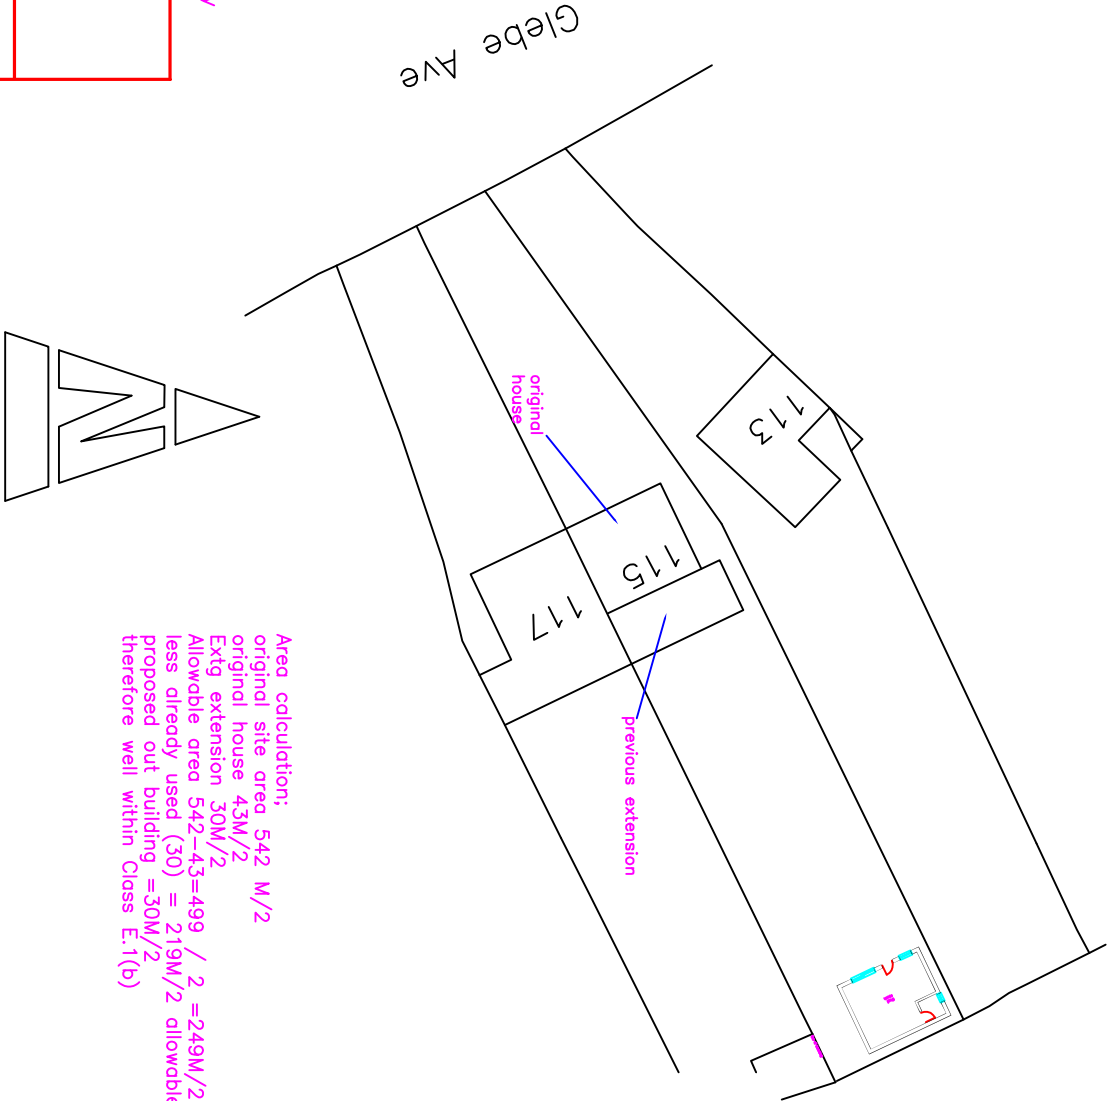 Glebe Ave
113
115
117
original
house
previous extension
Area calculation;
original site area 542 M/2
original house 43M/2
Extg extension 30M/2
Allowable area 542-43=499 / 2 =249M/2
less already used (30) = 219M/2 allowable
proposed out building =30M/2
therefore well within Class E.1(b)
N